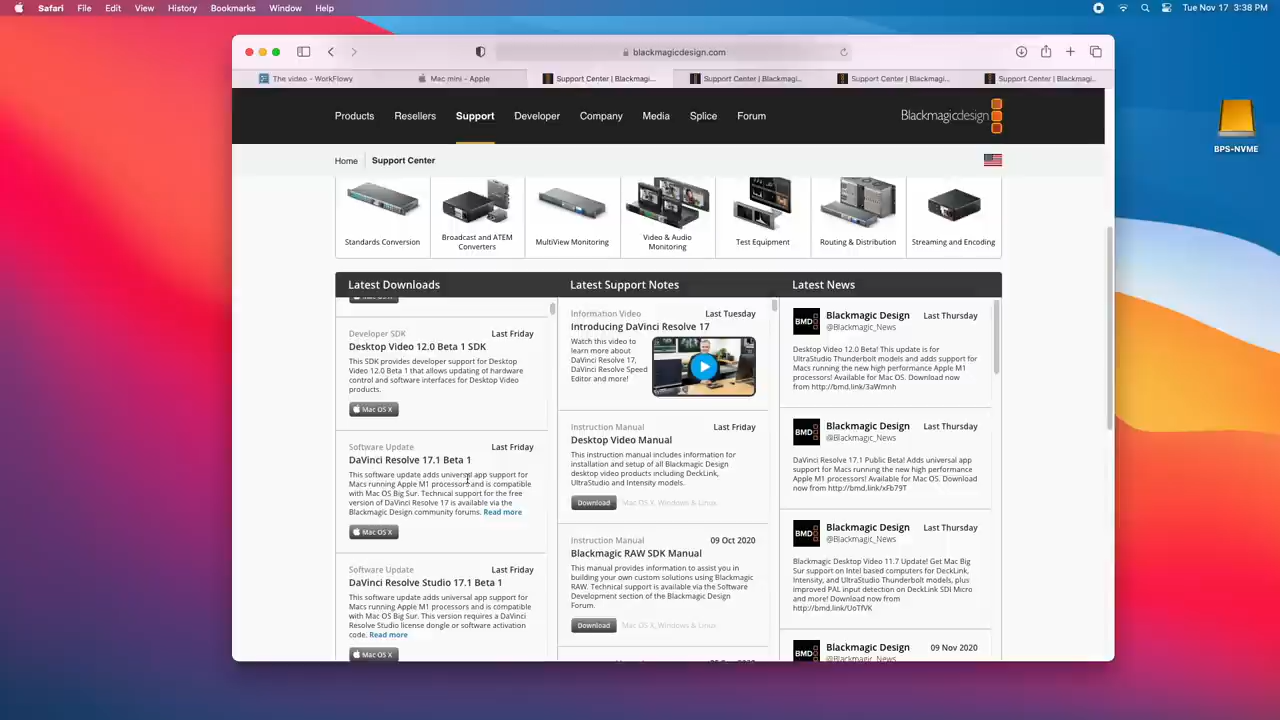 Safari File Edit View History Bookmarks Window Help
Tue Nov 17 3:38 PM
blackmagicdesign.com
The video - WorkFlowy
Mac mini - Apple
Support Center | Blackmagi...
Support Center | Blackmagi...
Support Center | Blackmagi...
Support Center | Blackmagi...
Products Resellers Support Developer Company Media Splice Forum
Blackmagicdesign
Home Support Center
BPS-NVME
Standards Conversion
Broadcast and ATEM
Converters
MultiView Monitoring
Video & Audio
Monitoring
Test Equipment
Routing & Distribution
Streaming and Encoding
Latest Downloads
Mac OS X
Developer SDK Last Friday
Desktop Video 12.0 Beta 1 SDK
This SDK provides developer support for Desktop
Video 12.0 Beta 1 that allows updating of hardware
control and software interfaces for Desktop Video
products.
Mac OS X
Software Update Last Friday
DaVinci Resolve 17.1 Beta 1
This software update adds universal app support for
Macs running Apple M1 processors and is compatible
with Mac OS Big Sur. Technical support for the free
version of DaVinci Resolve 17 is available via the
Blackmagic Design community forums. Read more
Mac OS X
Software Update Last Friday
DaVinci Resolve Studio 17.1 Beta 1
This software update adds universal app support for
Macs running Apple M1 processors and is compatible
with Mac OS Big Sur. This version requires a DaVinci
Resolve Studio license dongle or software activation
code. Read more
Mac OS X
Latest Support Notes
Information Video Last Tuesday
Introducing DaVinci Resolve 17
Watch this video to
learn more about
DaVinci Resolve 17,
DaVinci Resolve Speed
Editor and more!
Instruction Manual Last Friday
Desktop Video Manual
This instruction manual includes information for
installation and setup of all Blackmagic Design
desktop video products including DeckLink,
UltraStudio and Intensity models.
Download Mac OS X, Windows & Linux
Instruction Manual 09 Oct 2020
Blackmagic RAW SDK Manual
This manual provides information to assist you in
building your own custom solutions using Blackmagic
RAW. Technical support is available via the Software
Development section of the Blackmagic Design
Forum.
Download Mac OS X, Windows & Linux
Latest News
BMD Blackmagic Design Last Thursday
@Blackmagic_News
Desktop Video 12.0 Beta! This update is for
UltraStudio Thunderbolt models and adds support for
Macs running the new high performance Apple M1
processors! Available for Mac OS. Download now
from http://bmd.link/3aWmnh
BMD Blackmagic Design Last Thursday
@Blackmagic_News
DaVinci Resolve 17.1 Public Beta! Adds universal app
support for Macs running the new high performance
Apple M1 processors! Available for Mac OS. Download
now from http://bmd.link/xFb79T
BMD Blackmagic Design Last Thursday
@Blackmagic_News
Blackmagic Desktop Video 11.7 Update! Get Mac Big
Sur support on Intel based computers for DeckLink,
Intensity, and UltraStudio Thunderbolt models, plus
improved PAL input detection on DeckLink SDI Micro
and more! Download now from
http://bmd.link/UoTfVK
BMD Blackmagic Design 09 Nov 2020
@Blackmagic_News